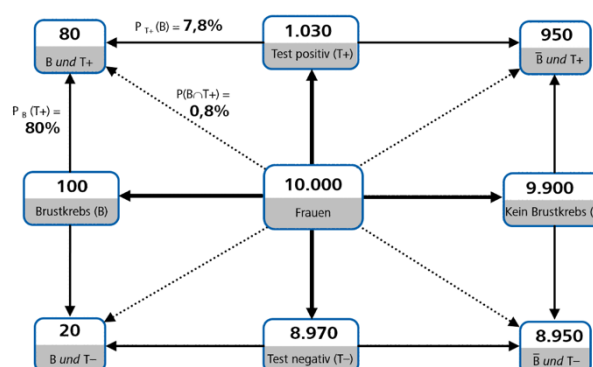 80
B und T+
P T+ (B) = 7,8%
1.030
Test positiv (T+)
950
B̅ und T+
P B (T+) =
80%
P(B∩T+) =
0,8%
100
Brustkrebs (B)
10.000
Frauen
9.900
Kein Brustkrebs (
20
B und T−
8.970
Test negativ (T−)
8.950
B̅ und T−